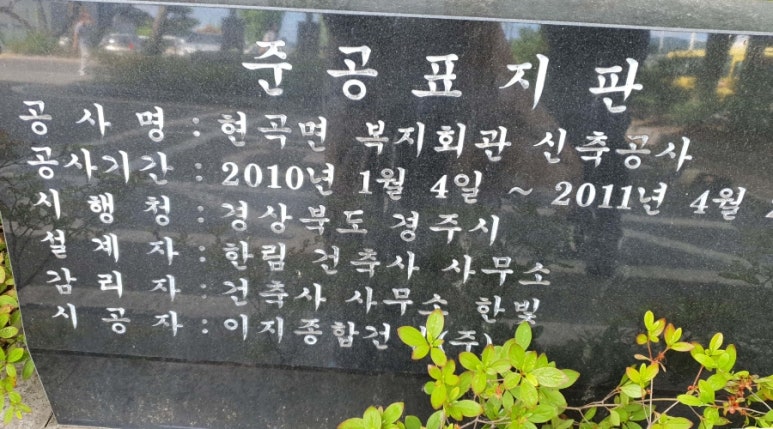 준공표지판
공 사 명 : 현곡면 복지회관 신축공사
공사기간 : 2010년 1월 4일 ~ 2011년 4월
시 행 청 : 경상북도 경주시
설 계 자 : 한림 건축사 사무소
감 리 자 : 건축사 사무소 한빛
시 공 자 : 이지종합건 (주)